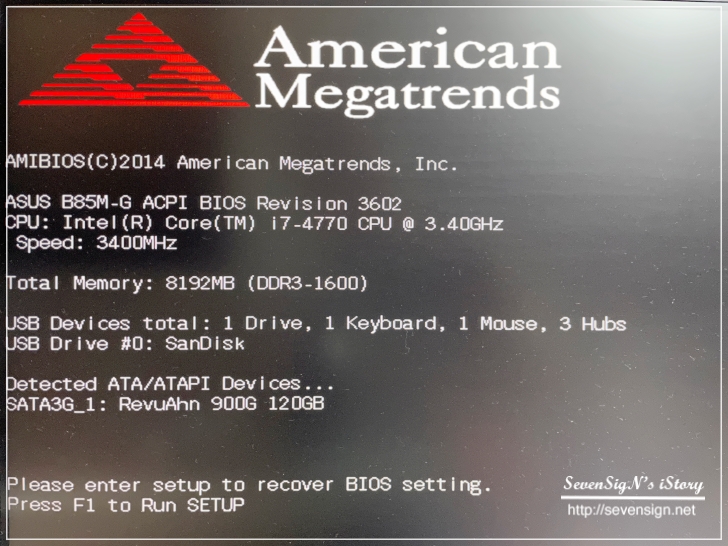 American
Megatrends
AMIBIOS(C)2014 American Megatrends, Inc.
ASUS B85M-G ACPI BIOS Revision 3602
CPU: Intel(R) Core(TM) i7-4770 CPU @ 3.40GHz
Speed: 3400MHz
Total Memory: 8192MB (DDR3-1600)
USB Devices total: 1 Drive, 1 Keyboard, 1 Mouse, 3 Hubs
USB Drive #0: SanDisk
Detected ATA/ATAPI Devices...
SATA3G_1: RevuAhn 900G 120GB
Please enter setup to recover BIOS setting.
Press F1 to Run SETUP
SevenSigN's iStory
http://sevensign.net